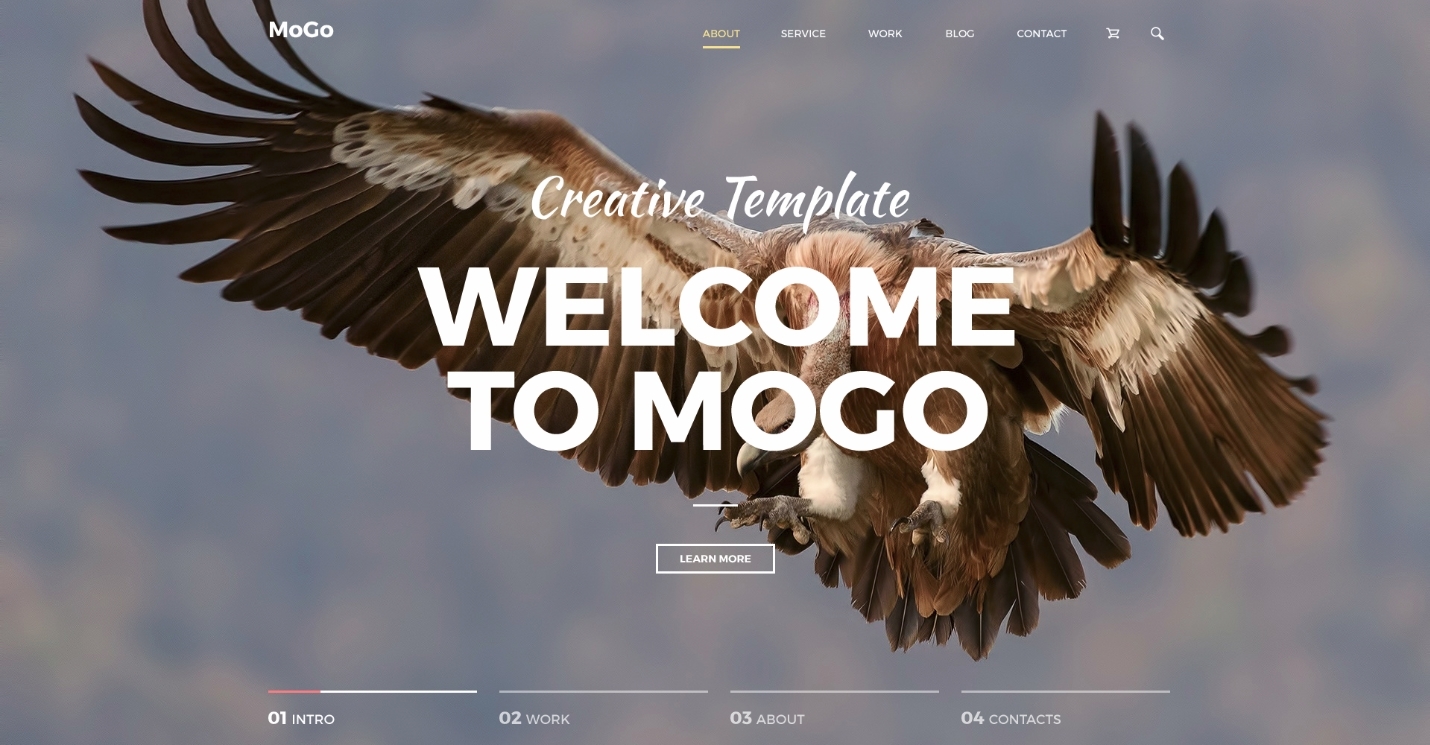 MoGo
ABOUT SERVICE WORK BLOG CONTACT
Creative Template
WELCOME
TO MOGO
LEARN MORE
01 INTRO 02 WORK 03 ABOUT 04 CONTACTS